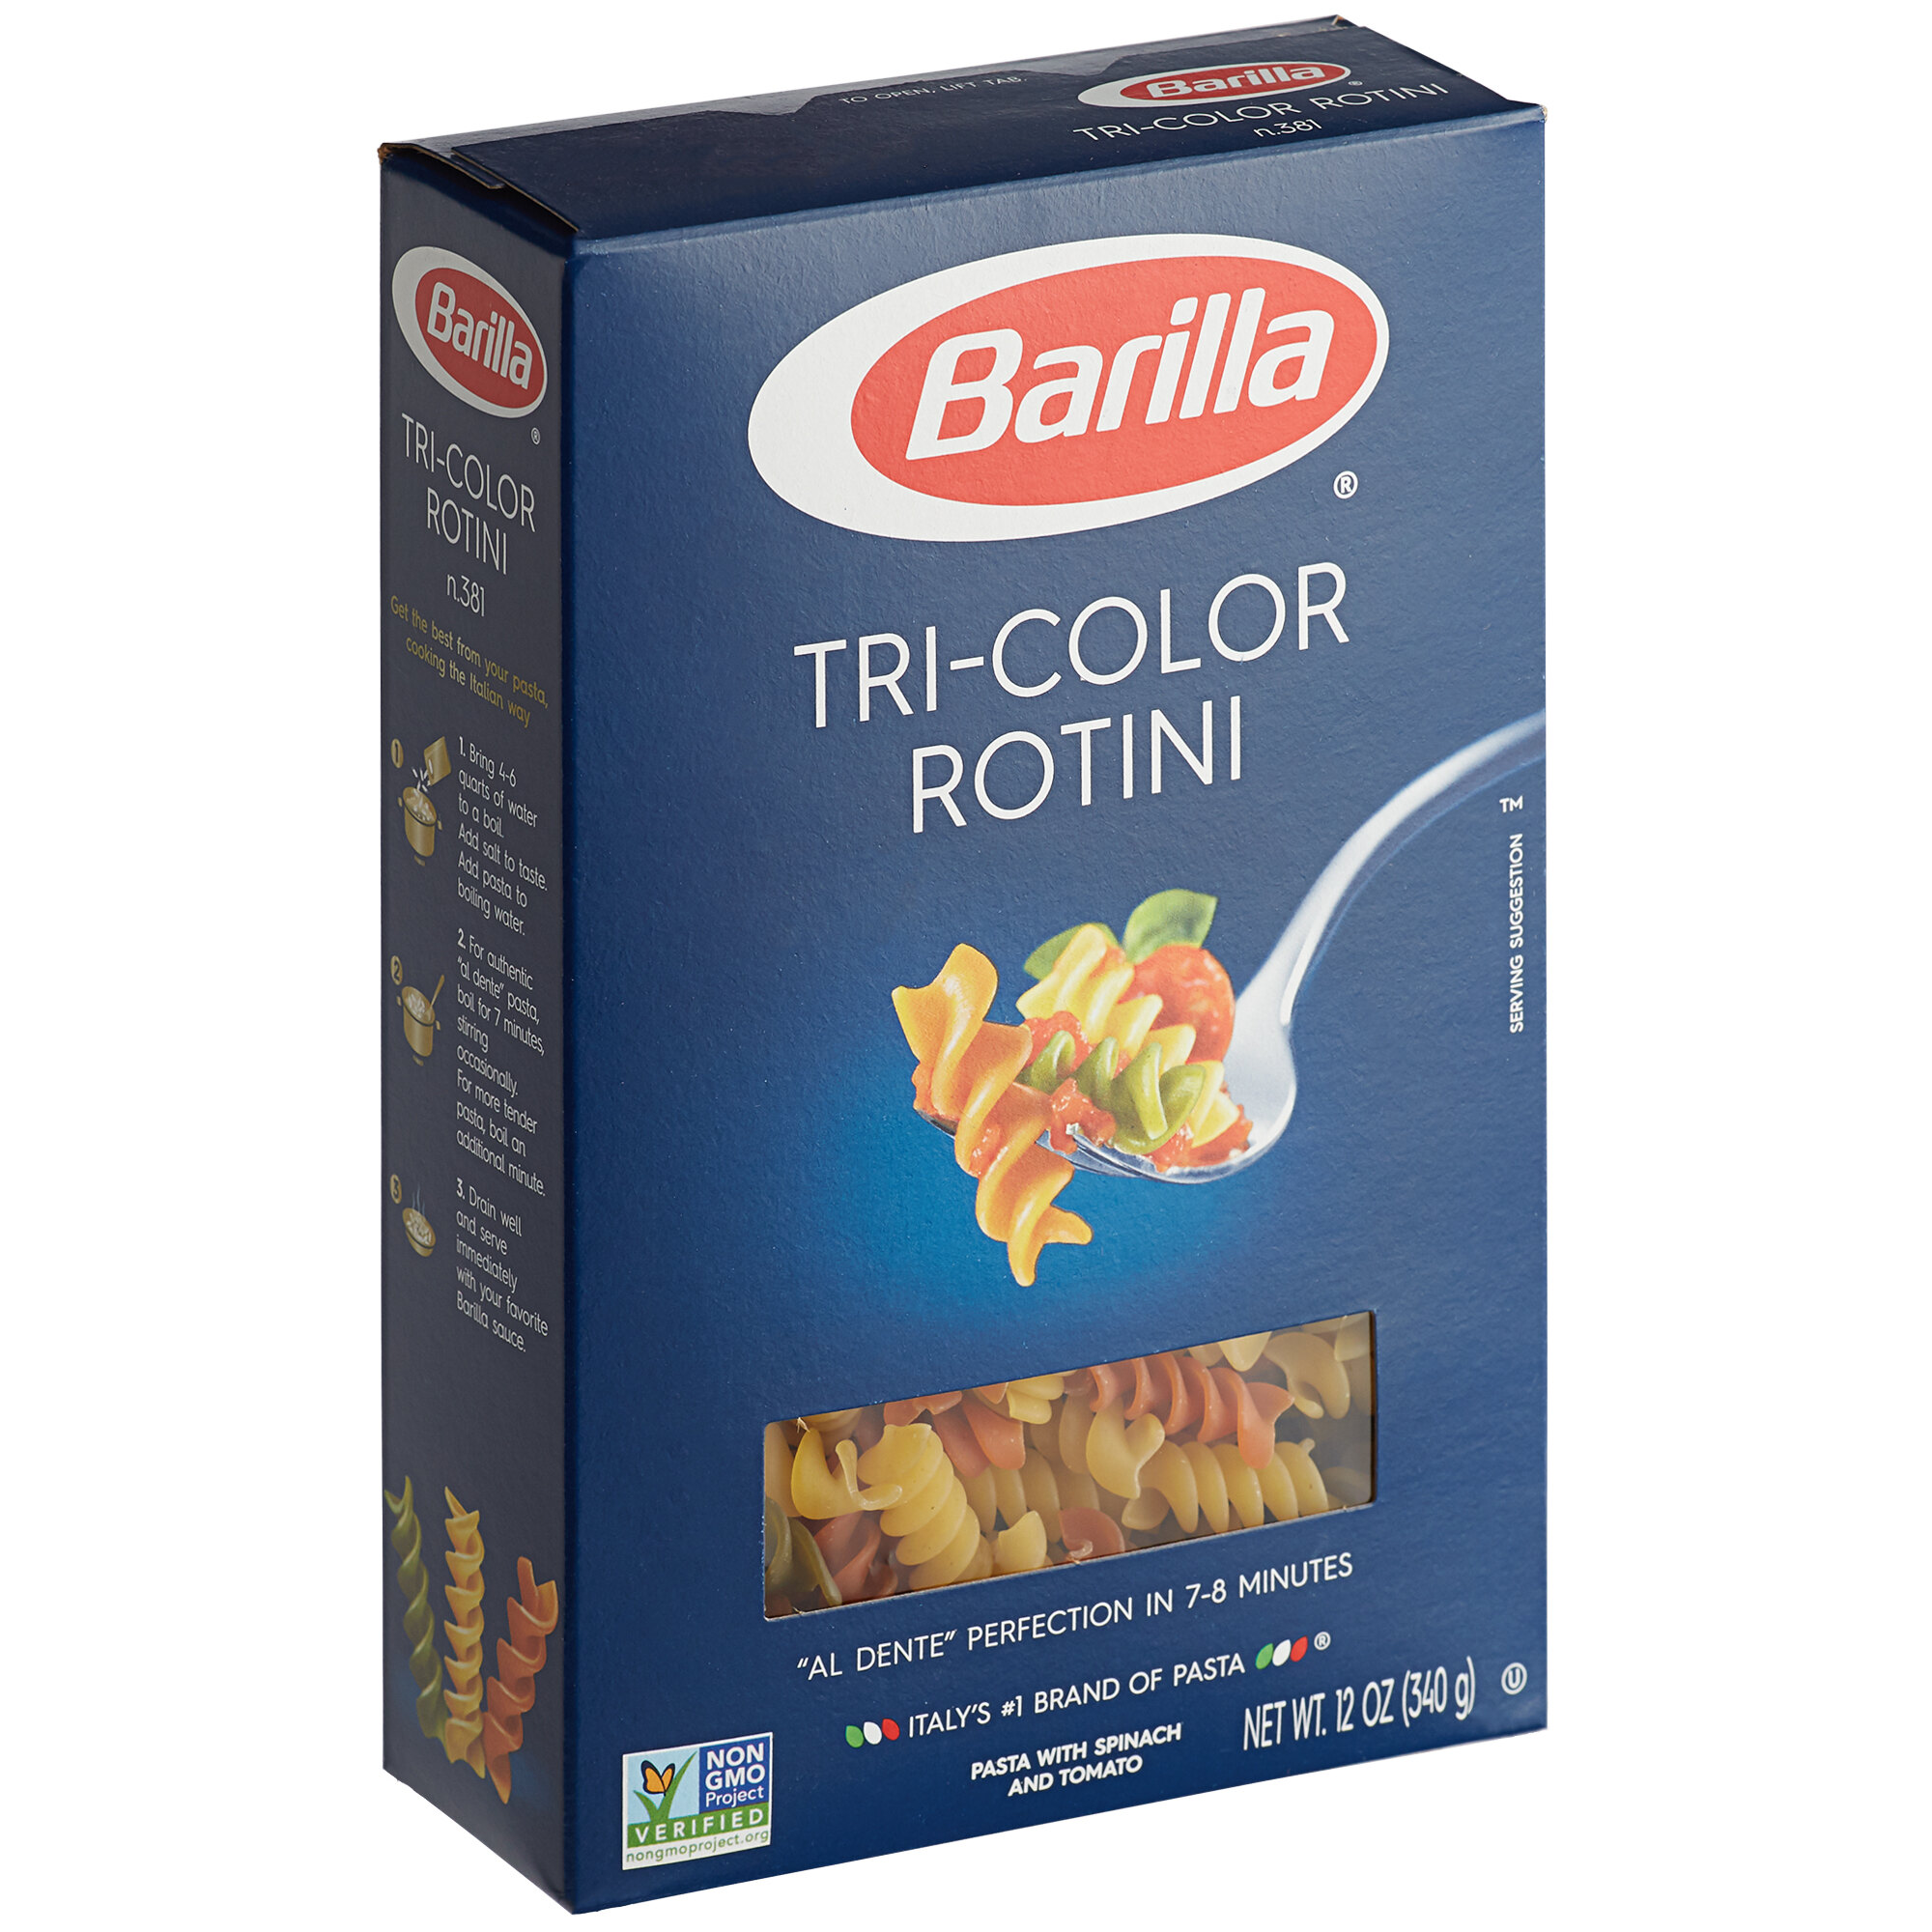 TO OPEN, LIFT TAB.
Barilla
®
TRI-COLOR ROTINI
n.381
Barilla
®
TRI-COLOR
ROTINI
n.381
Get the best from your pasta,
cooking the Italian way
1
1. Bring 4-6
quarts of water
to a boil.
Add salt to taste.
Add pasta to
boiling water.
2
2. For authentic
“al dente” pasta,
boil for 7 minutes,
stirring
occasionally.
For more tender
pasta, boil an
additional minute.
3
3. Drain well
and serve
immediately
with your favorite
Barilla sauce.
Barilla
®
TRI-COLOR
ROTINI
SERVING SUGGESTION ™
“AL DENTE” PERFECTION IN 7-8 MINUTES
ITALY'S #1 BRAND OF PASTA ®
PASTA WITH SPINACH
AND TOMATO
NET WT. 12 OZ (340 g) U
NON
GMO
Project
VERIFIED
nongmoproject.org